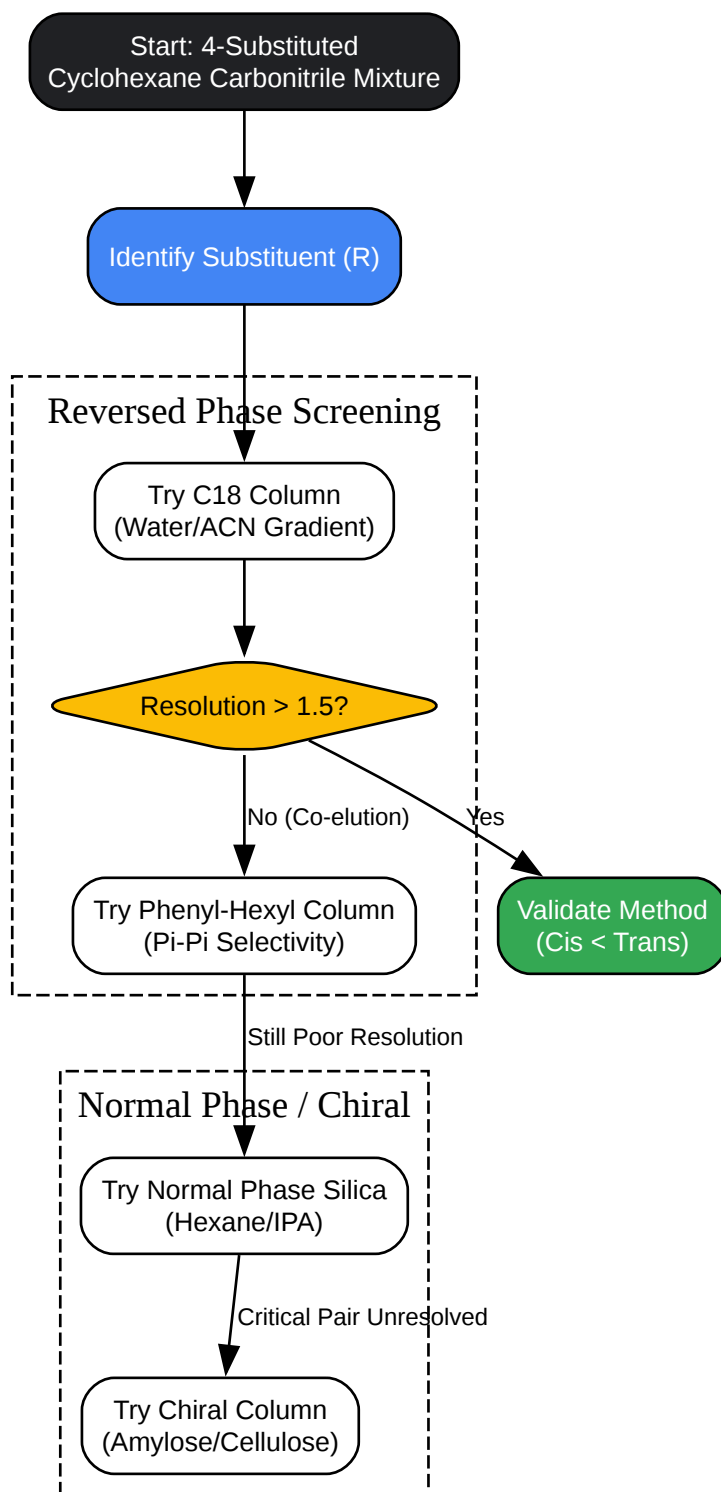 Start: 4-Substituted
Cyclohexane Carbonitrile Mixture
Identify Substituent (R)
Reversed Phase Screening
Try C18 Column
(Water/ACN Gradient)
Resolution > 1.5?
No (Co-elution)
Yes
Try Phenyl-Hexyl Column
(Pi-Pi Selectivity)
Validate Method
(Cis < Trans)
Still Poor Resolution
Normal Phase / Chiral
Try Normal Phase Silica
(Hexane/IPA)
Critical Pair Unresolved
Try Chiral Column
(Amylose/Cellulose)